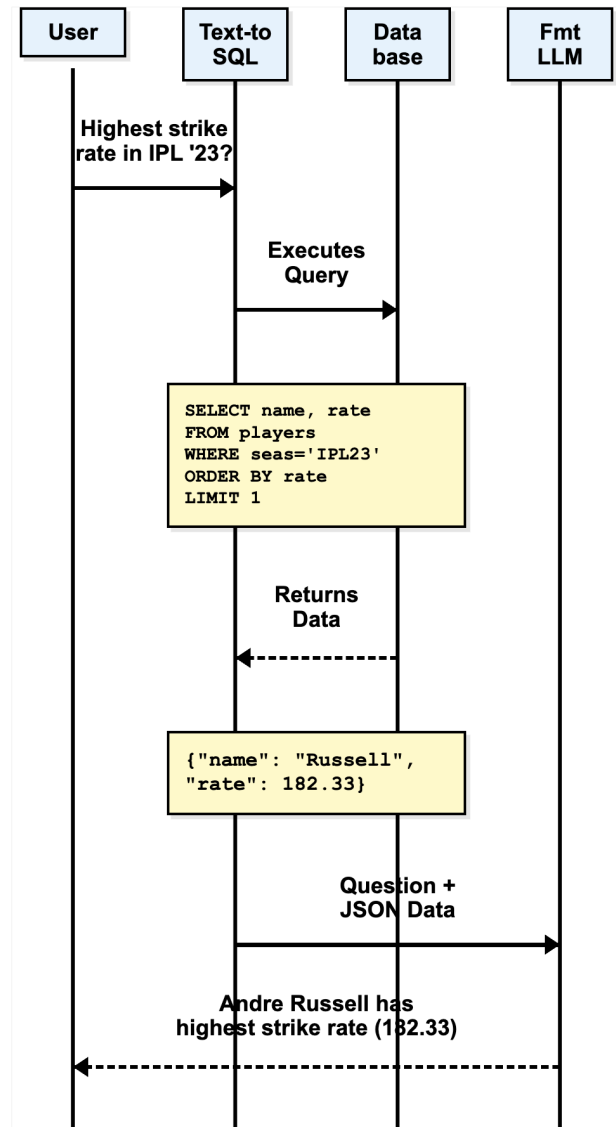 User
Text-to
SQL
Data
base
Fmt
LLM
Highest strike
rate in IPL '23?
Executes
Query
SELECT name, rate
FROM players
WHERE seas='IPL23'
ORDER BY rate
LIMIT 1
Returns
Data
{"name": "Russell",
"rate": 182.33}
Question +
JSON Data
Andre Russell has
highest strike rate (182.33)